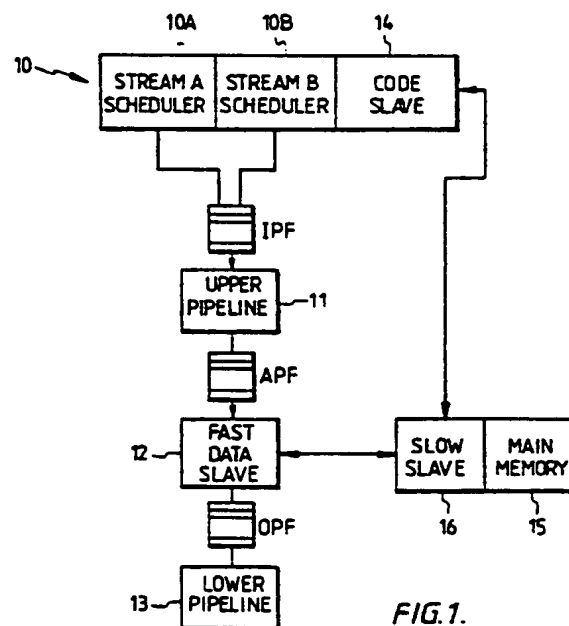 10A 10B 14
10
STREAM A
SCHEDULER
STREAM B
SCHEDULER
CODE
SLAVE
IPF
UPPER
PIPELINE
11
APF
12
FAST
DATA
SLAVE
SLOW
SLAVE
MAIN
MEMORY
16 15
OPF
13
LOWER
PIPELINE
FIG.1.